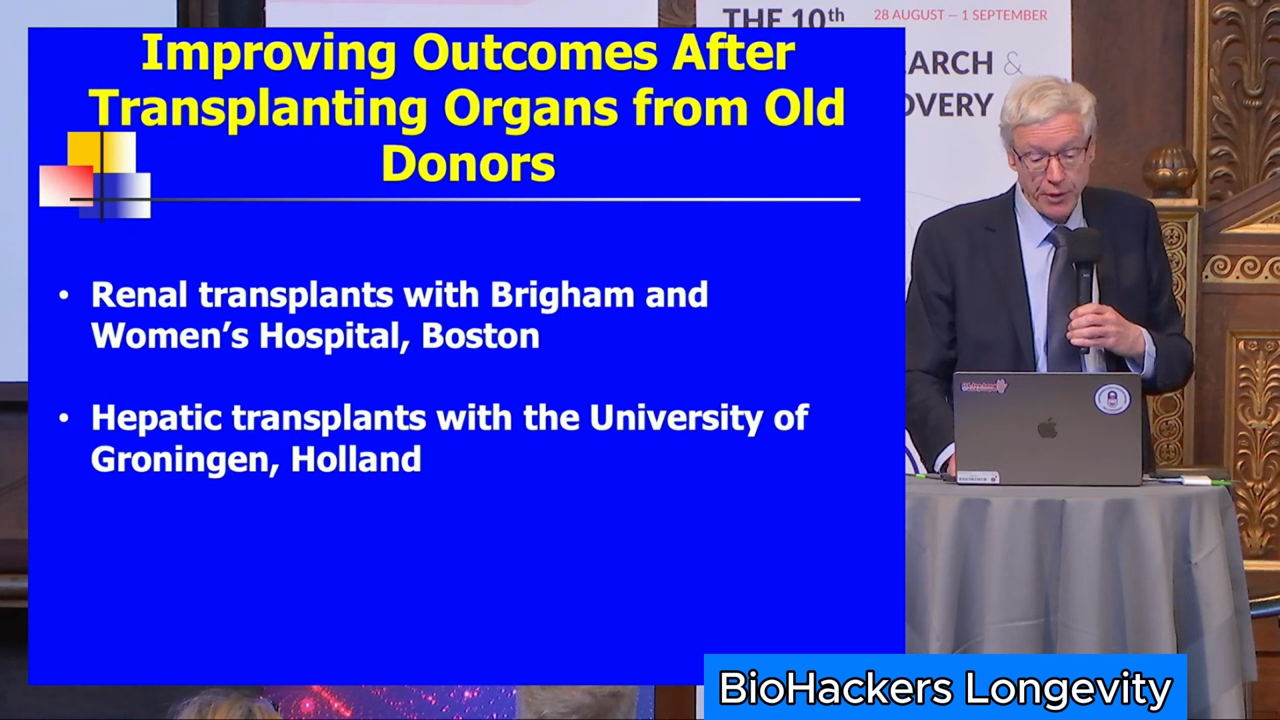 THE 10th
28 AUGUST — 1 SEPTEMBER
EARCH &
OVERY
Improving Outcomes After
Transplanting Organs from Old
Donors
• Renal transplants with Brigham and
Women's Hospital, Boston
• Hepatic transplants with the University of
Groningen, Holland
BioHackers Longevity